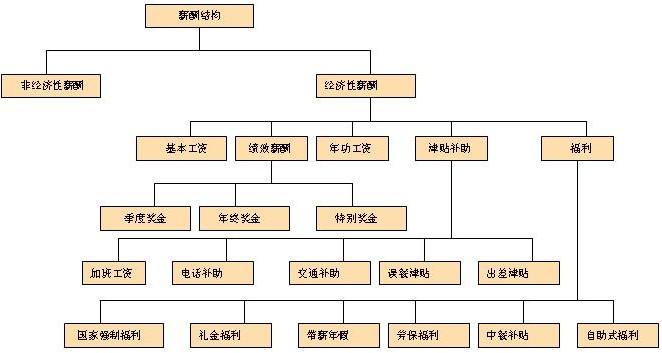 薪酬结构
非经济性薪酬
经济性薪酬
基本工资
绩效薪酬
年功工资
津贴补助
福利
季度奖金
年终奖金
特别奖金
加班工资
电话补助
交通补助
误餐津贴
出差津贴
国家强制福利
礼金福利
带薪年假
劳保福利
中餐补贴
自助式福利